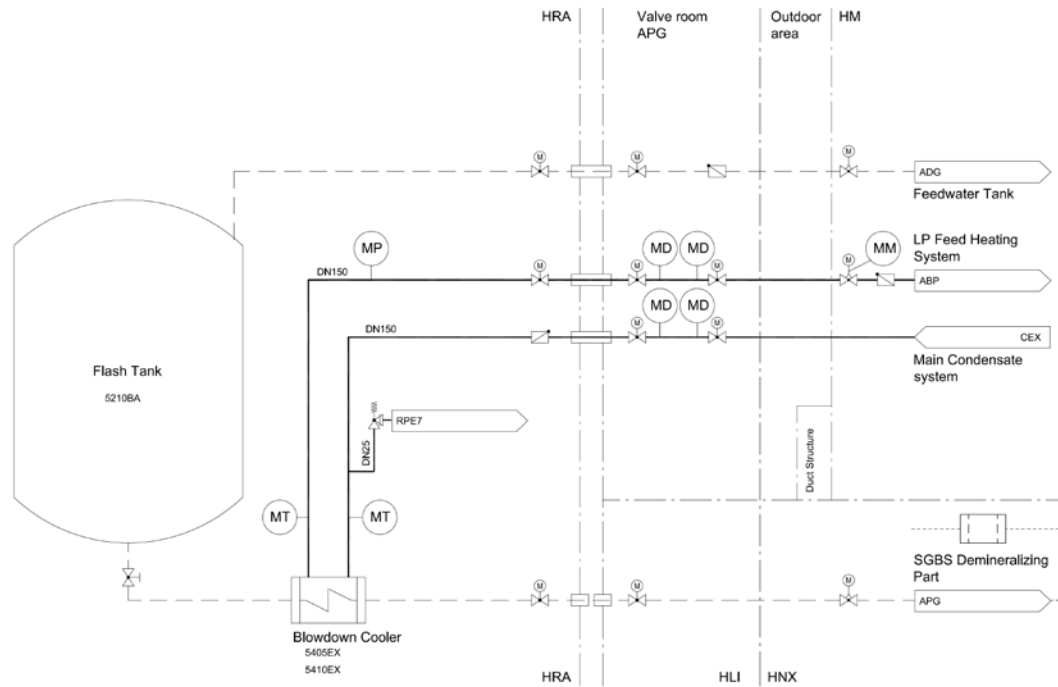 HRA
Valve room
APG
Outdoor
area
HM
M
M
M
ADG
Feedwater Tank
MP
MD
MD
MM
LP Feed Heating
System
DN150
M
M
M
M
ABP
MD
MD
DN150
M
M
CEX
Main Condensate
system
Flash Tank
5210BA
RPE7
DN25
Duct Structure
MT
MT
SGBS Demineralizing
Part
M
M
M
APG
Blowdown Cooler
5405EX
5410EX
HRA
HLI
HNX